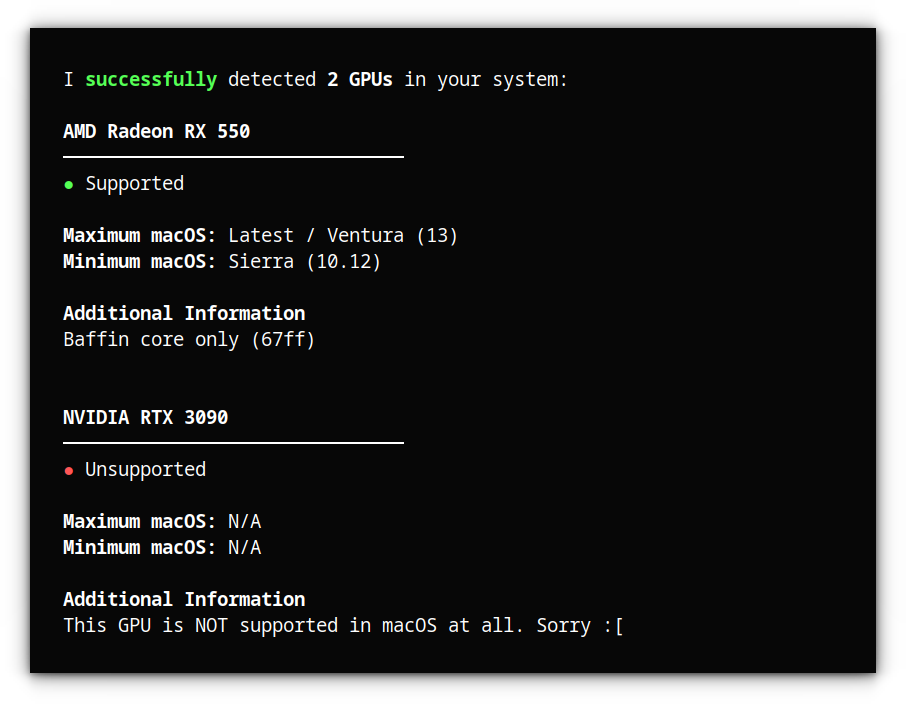 I successfully detected 2 GPUs in your system:
AMD Radeon RX 550
● Supported
Maximum macOS: Latest / Ventura (13)
Minimum macOS: Sierra (10.12)
Additional Information
Baffin core only (67ff)
NVIDIA RTX 3090
● Unsupported
Maximum macOS: N/A
Minimum macOS: N/A
Additional Information
This GPU is NOT supported in macOS at all. Sorry :[